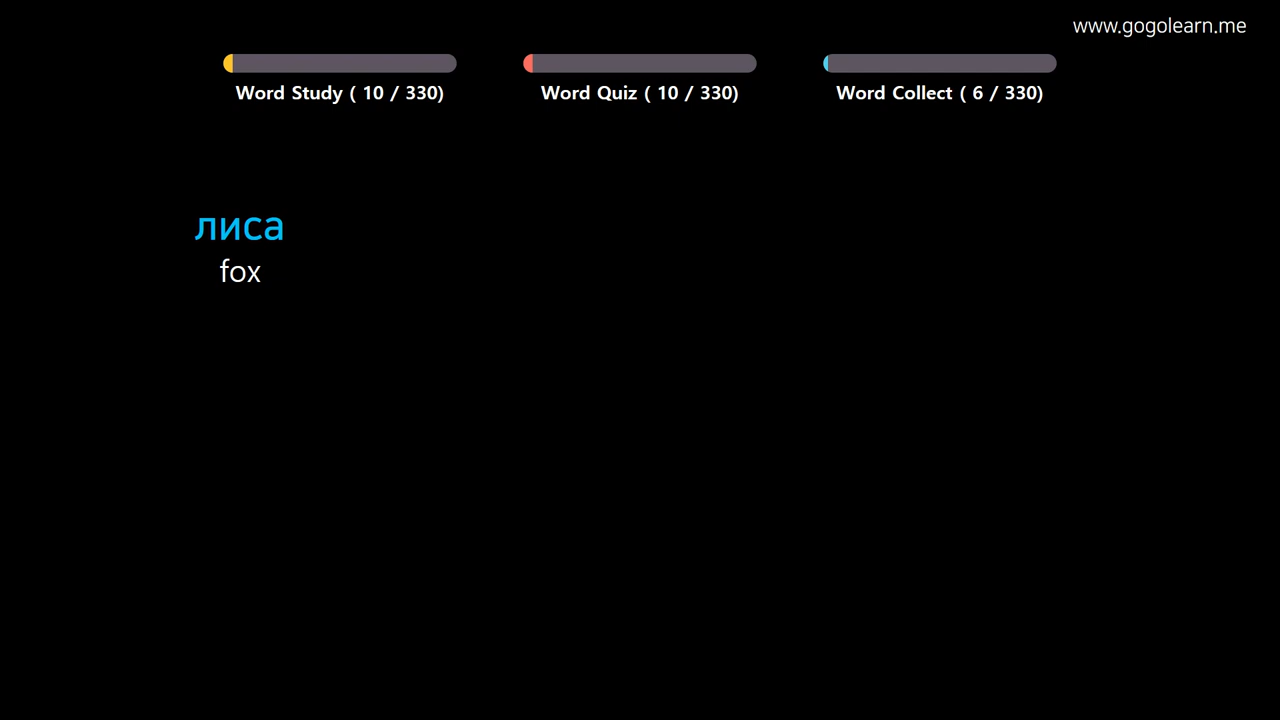 www.gogolearn.me
Word Study ( 10 / 330)
Word Quiz ( 10 / 330)
Word Collect ( 6 / 330)
лиса
fox